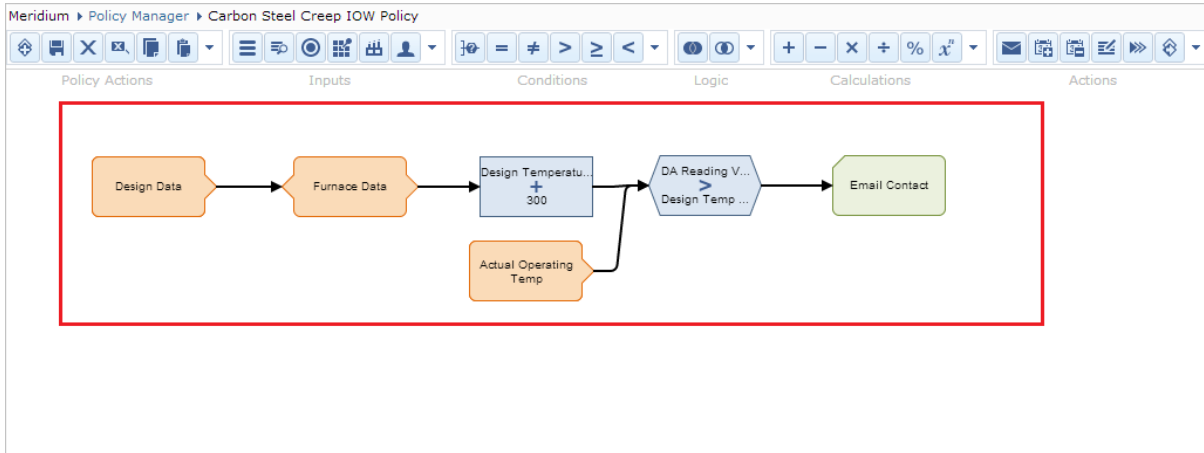 Meridium ▸ Policy Manager ▸ Carbon Steel Creep IOW Policy
= ≠ > ≥ < + − × ÷ % xⁿ
Policy Actions Inputs Conditions Logic Calculations Actions
Design Data
Furnace Data
Design Temperatu...
+
300
DA Reading V...
>
Design Temp ...
Email Contact
Actual Operating
Temp